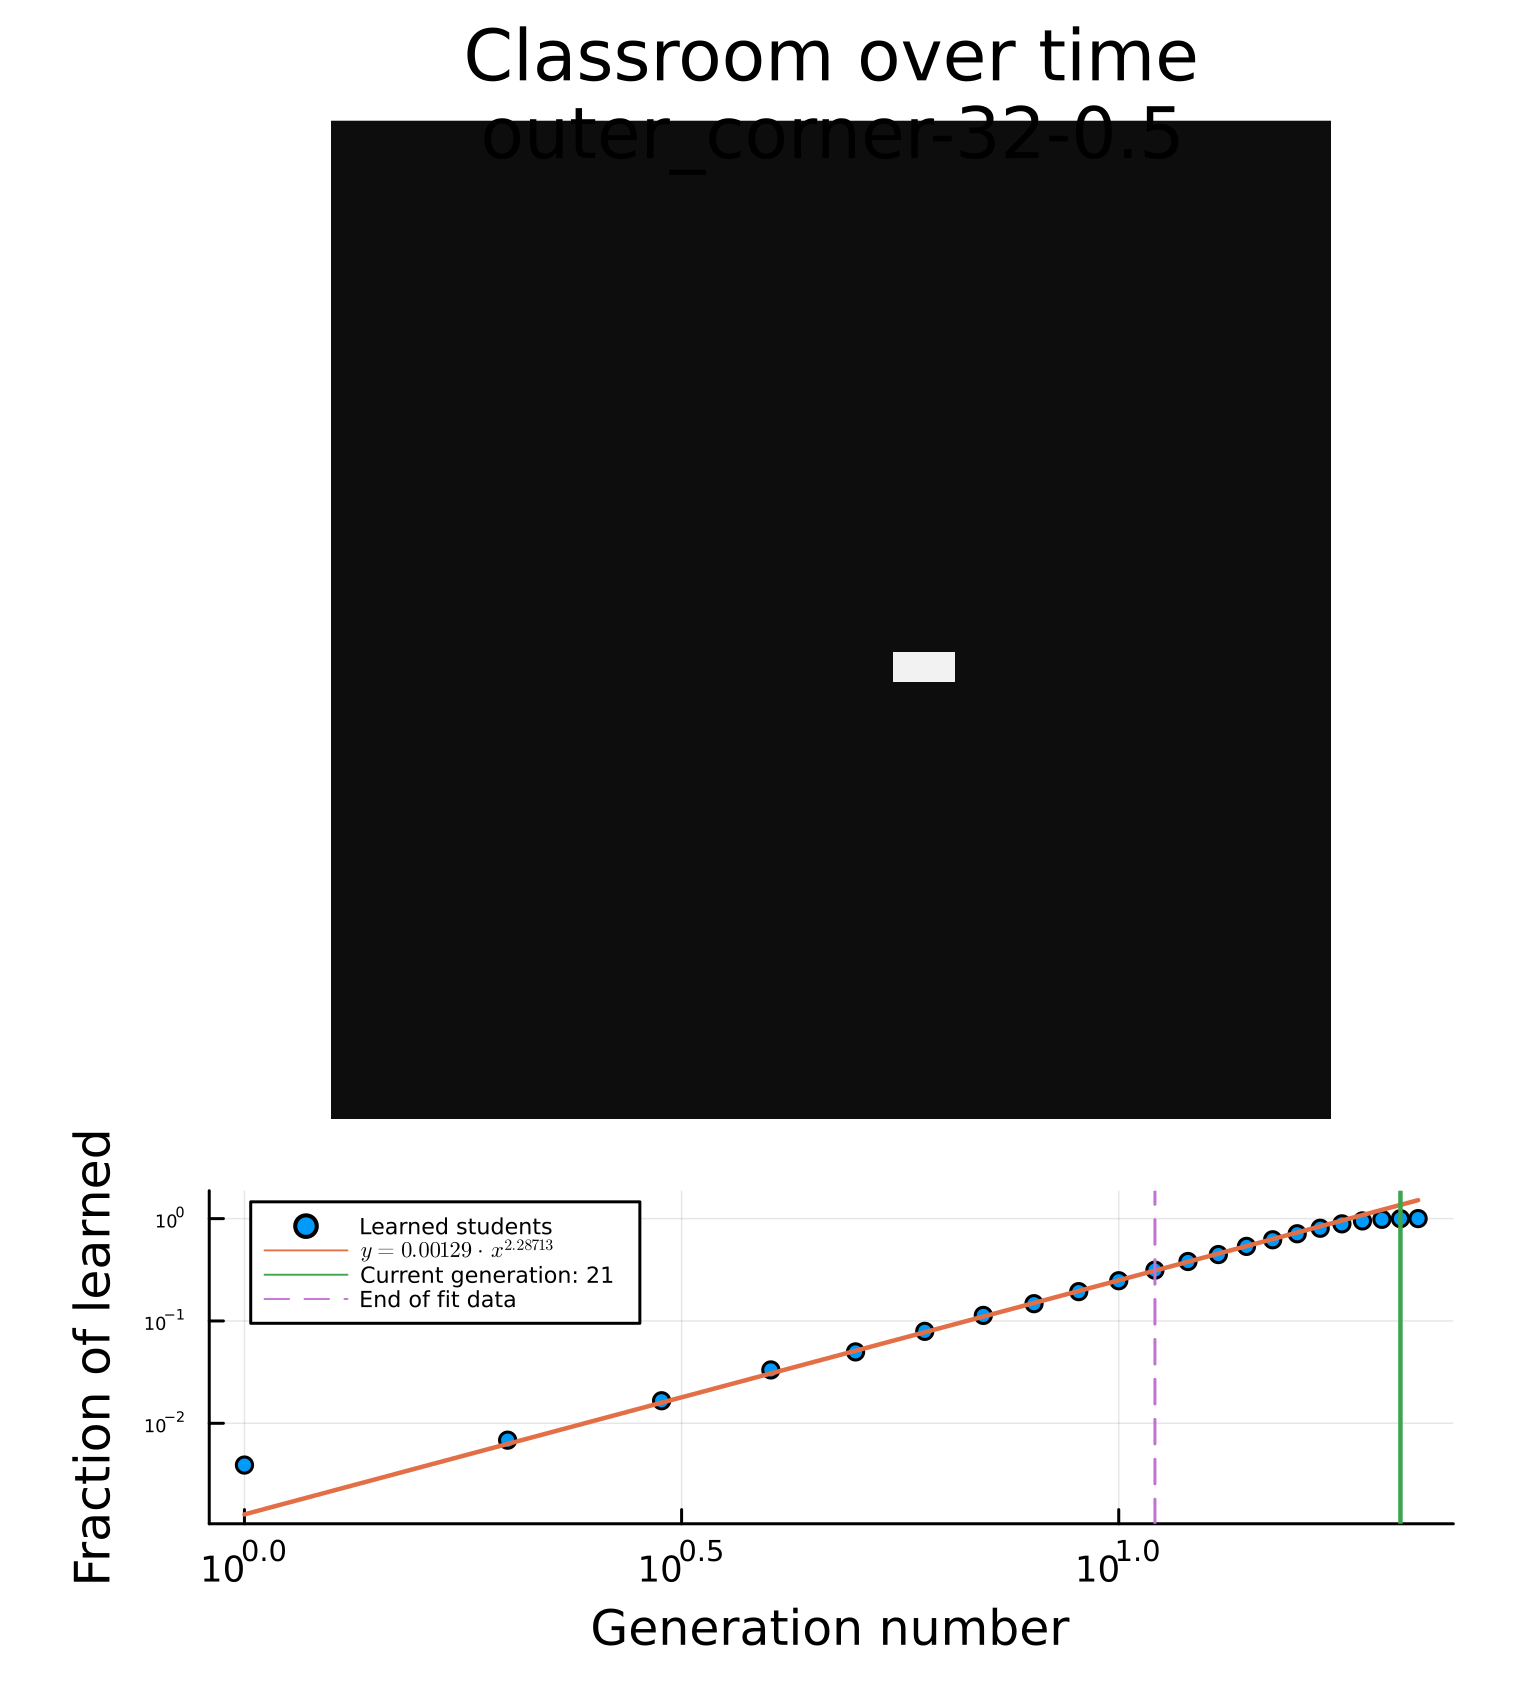 Classroom over time
outer_corner-32-0.5
Fraction of learned
10⁰
10⁻¹
10⁻²
Learned students
y = 0.00129 · x^2.28713
Current generation: 21
End of fit data
10^0.0
10^0.5
10^1.0
Generation number